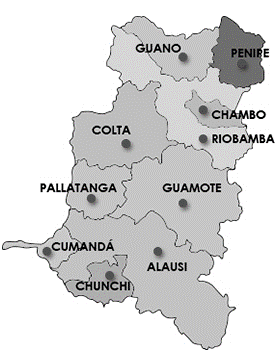 GUANO
PENIPE
CHAMBO
COLTA
RIOBAMBA
PALLATANGA
GUAMOTE
CUMANDÁ
ALAUSI
CHUNCHI